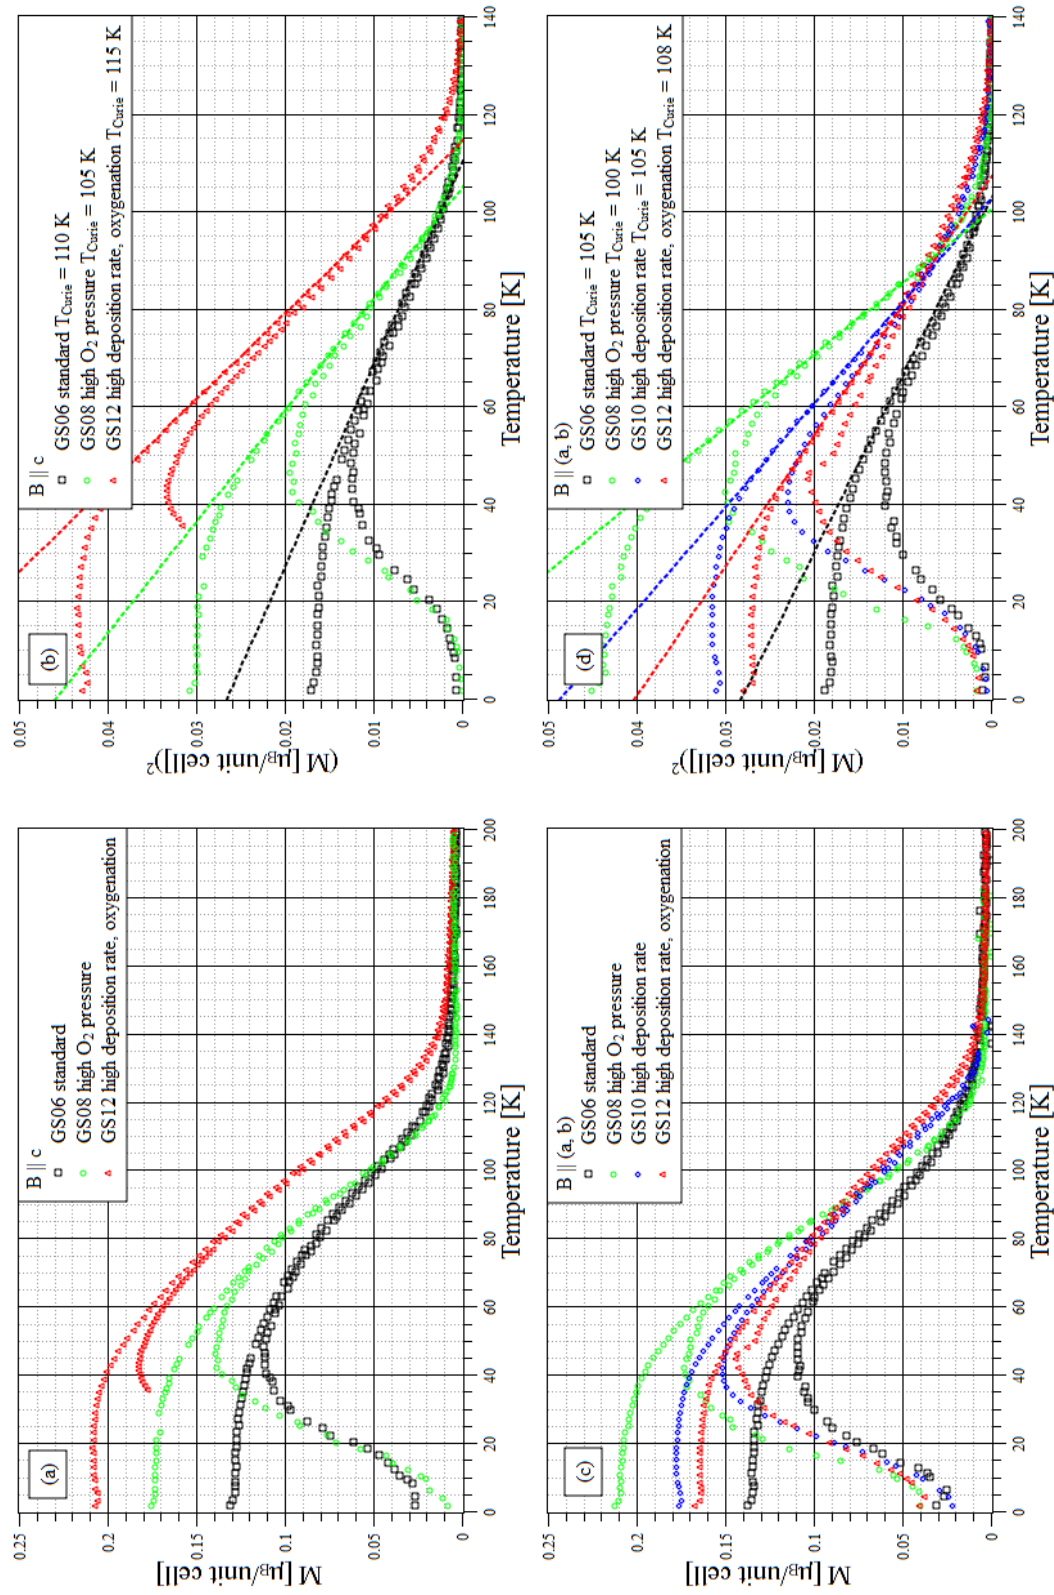 (a)
B || c
GS06 standard
GS08 high O2 pressure
GS12 high deposition rate, oxygenation
M [μB/unit cell]
0.25
0.2
0.15
0.1
0.05
0
0 20 40 60 80 100 120 140 160 180 200
Temperature [K]
(b)
B || c
GS06 standard TCurie = 110 K
GS08 high O2 pressure TCurie = 105 K
GS12 high deposition rate, oxygenation TCurie = 115 K
(M [μB/unit cell])2
0.05
0.04
0.03
0.02
0.01
0
0 20 40 60 80 100 120 140
Temperature [K]
(c)
B || (a, b)
GS06 standard
GS08 high O2 pressure
GS10 high deposition rate
GS12 high deposition rate, oxygenation
M [μB/unit cell]
0.25
0.2
0.15
0.1
0.05
0
0 20 40 60 80 100 120 140 160 180 200
Temperature [K]
(d)
B || (a, b)
GS06 standard TCurie = 105 K
GS08 high O2 pressure TCurie = 100 K
GS10 high deposition rate TCurie = 105 K
GS12 high deposition rate, oxygenation TCurie = 108 K
(M [μB/unit cell])2
0.05
0.04
0.03
0.02
0.01
0
0 20 40 60 80 100 120 140
Temperature [K]